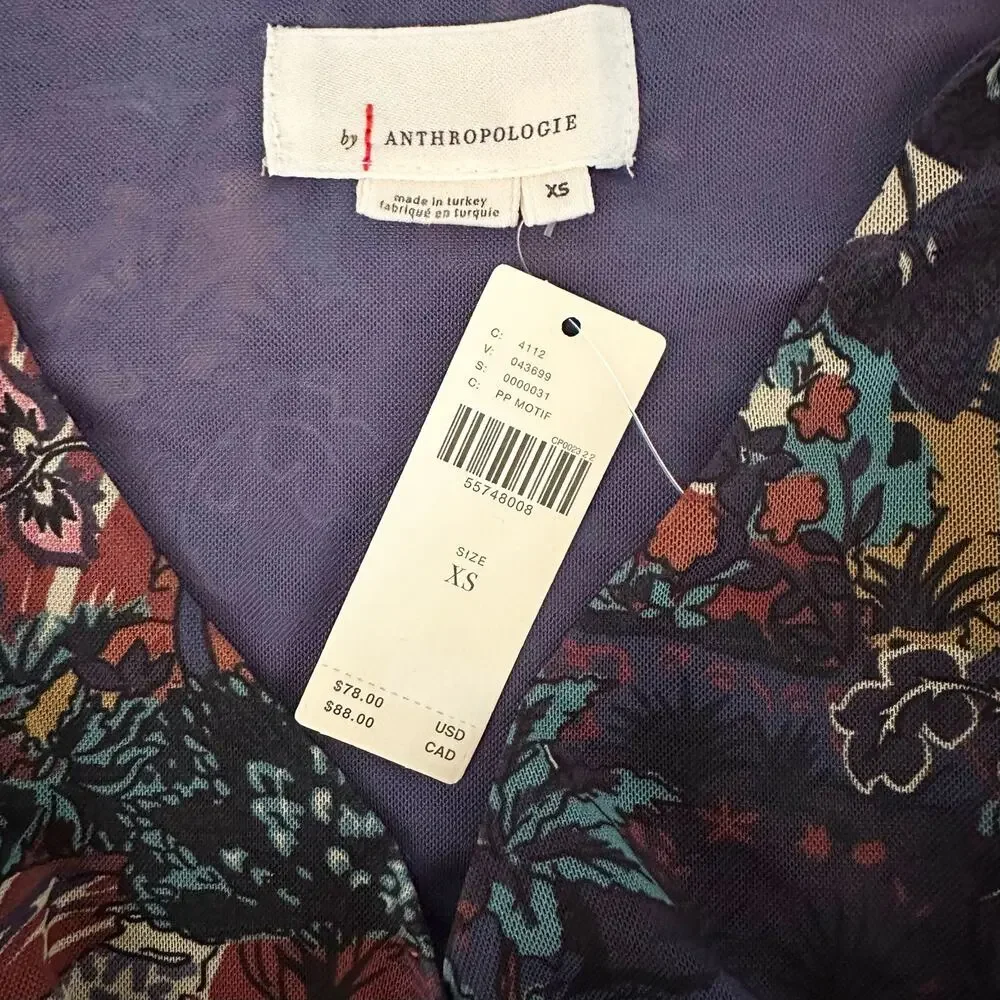 by | ANTHROPOLOGIE
made in turkey
fabriqué en turquie
XS
C: 4112
V: 043699
S: 0000031
C: PP MOTIF
CP0023 2 2
55748008
SIZE
XS
$78.00 USD
$88.00 CAD